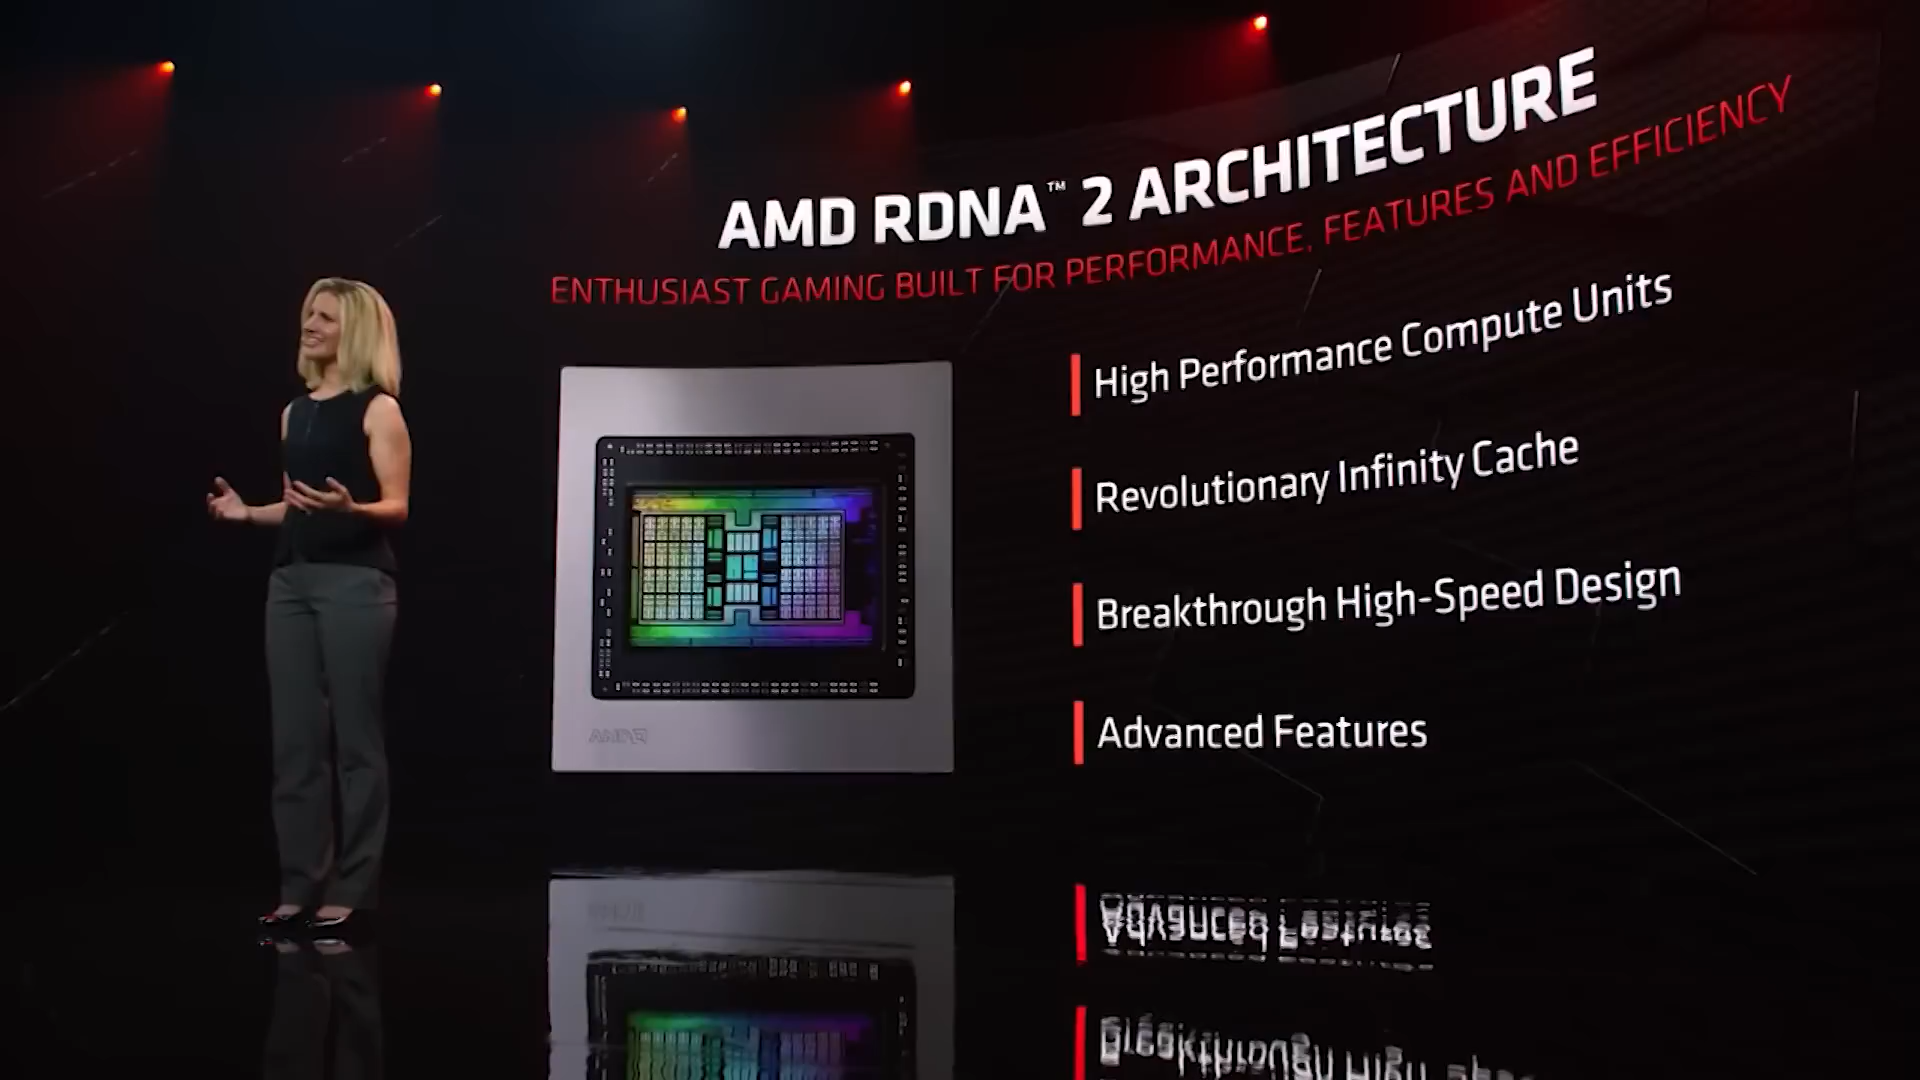 AMD RDNA™ 2 ARCHITECTURE
ENTHUSIAST GAMING BUILT FOR PERFORMANCE, FEATURES AND EFFICIENCY
High Performance Compute Units
Revolutionary Infinity Cache
Breakthrough High-Speed Design
Advanced Features
AMD